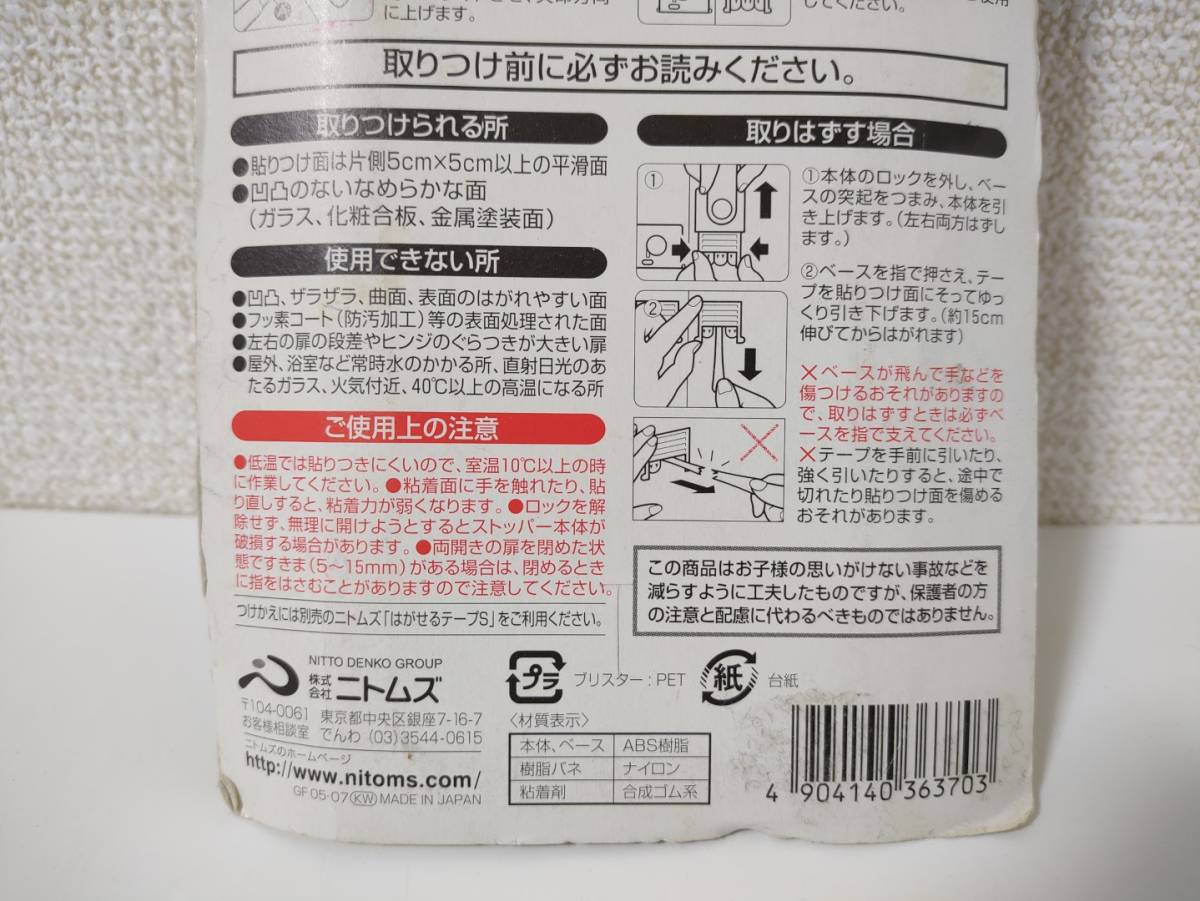 に上げます。
してください。
取りつけ前に必ずお読みください。
取りつけられる所
●貼りつけ面は片側5cm×5cm以上の平滑面
●凹凸のないなめらかな面
(ガラス、化粧合板、金属塗装面)
使用できない所
●凹凸、ザラザラ、曲面、表面のはがれやすい面
●フッ素コート(防汚加工)等の表面処理された面
●左右の扉の段差やヒンジのぐらつきが大きい扉
●屋外、浴室など常時水のかかる所、直射日光のあ
たるガラス、火気付近、40℃以上の高温になる所
ご使用上の注意
●低温では貼りつきにくいので、室温10℃以上の時
に作業してください。●粘着面に手を触れたり、貼
り直しすると、粘着力が弱くなります。●ロックを解
除せず、無理に開けようとするとストッパー本体が
破損する場合があります。●両開きの扉を閉めた状
態ですきま(5〜15mm)がある場合は、閉めるとき
に指をはさむことがありますので注意してください。
つけかえには別売のニトムズ「はがせるテープS」をご利用ください。
取りはずす場合
①
①本体のロックを外し、ベー
スの突起をつまみ、本体を引
き上げます。(左右両方はずし
ます。)
②
②ベースを指で押さえ、テー
プを貼りつけ面にそってゆっ
くり引き下げます。(約15cm
伸びてからはがれます)
×ベースが飛んで手などを
傷つけるおそれがありますの
で、取りはずすときは必ずベ
ースを指で支えてください。
×テープを手前に引いたり、
強く引いたりすると、途中で
切れたり貼りつけ面を傷める
おそれがあります。
この商品はお子様の思いがけない事故などを
減らすように工夫したものですが、保護者の方
の注意と配慮に代わるべきものではありません。
NITTO DENKO GROUP
株式会社ニトムズ
〒104-0061 東京都中央区銀座7-16-7
お客様相談室 でんわ(03)3544-0615
ニトムズのホームページ
http://www.nitoms.com/
GF 05-07 KW MADE IN JAPAN
プラ ブリスター:PET 紙 台紙
〈材質表示〉
本体、ベース ABS樹脂
樹脂バネ ナイロン
粘着剤 合成ゴム系
4 904140 363703